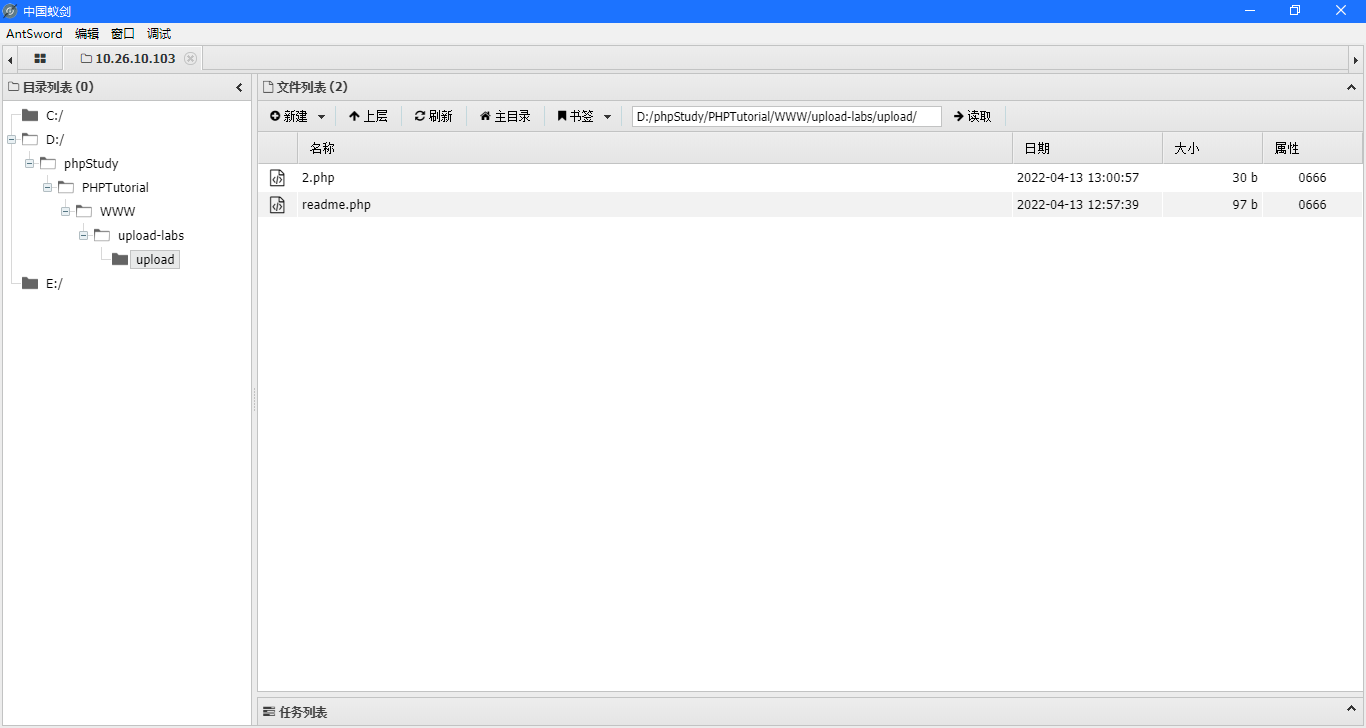 中国蚁剑
AntSword 编辑 窗口 调试
10.26.10.103
目录列表 (0)
C:/
D:/
phpStudy
PHPTutorial
WWW
upload-labs
upload
E:/
文件列表 (2)
新建 上层 刷新 主目录 书签 D:/phpStudy/PHPTutorial/WWW/upload-labs/upload/ 读取
名称 日期 大小 属性
2.php 2022-04-13 13:00:57 30 b 0666
readme.php 2022-04-13 12:57:39 97 b 0666
任务列表